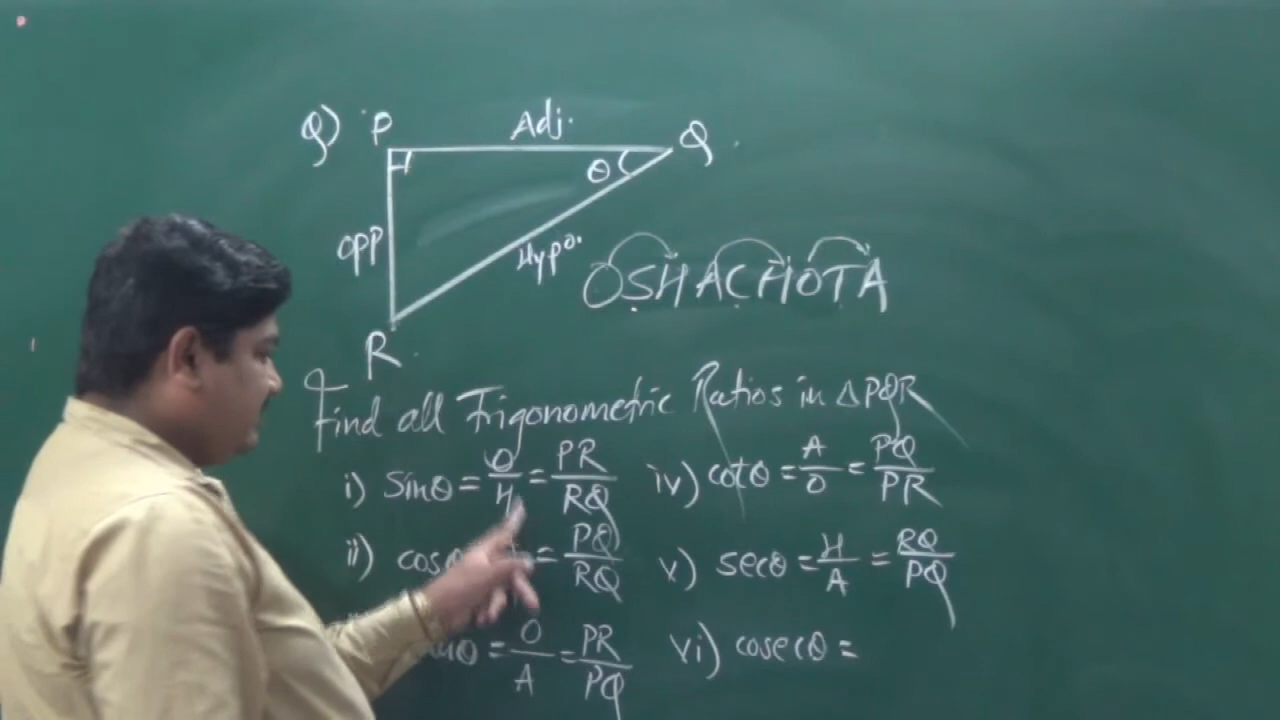 Q) P Adj. Q
θ
opp Hypo.
OSHACHOTA
R
Find all Trigonometric Ratios in ΔPQR
i) sinθ = O/H = PR/RQ iv) cotθ = A/O = PQ/PR
ii) cosθ = PQ/RQ v) secθ = H/A = RQ/PQ
θ = O/A = PR/PQ vi) cosecθ =